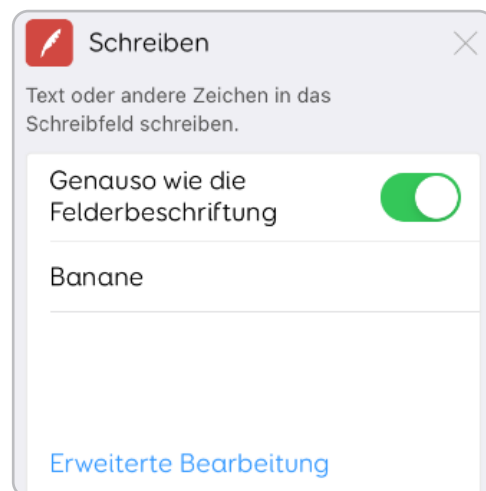 Schreiben
Text oder andere Zeichen in das
Schreibfeld schreiben.
Genauso wie die
Felderbeschriftung
Banane
Erweiterte Bearbeitung